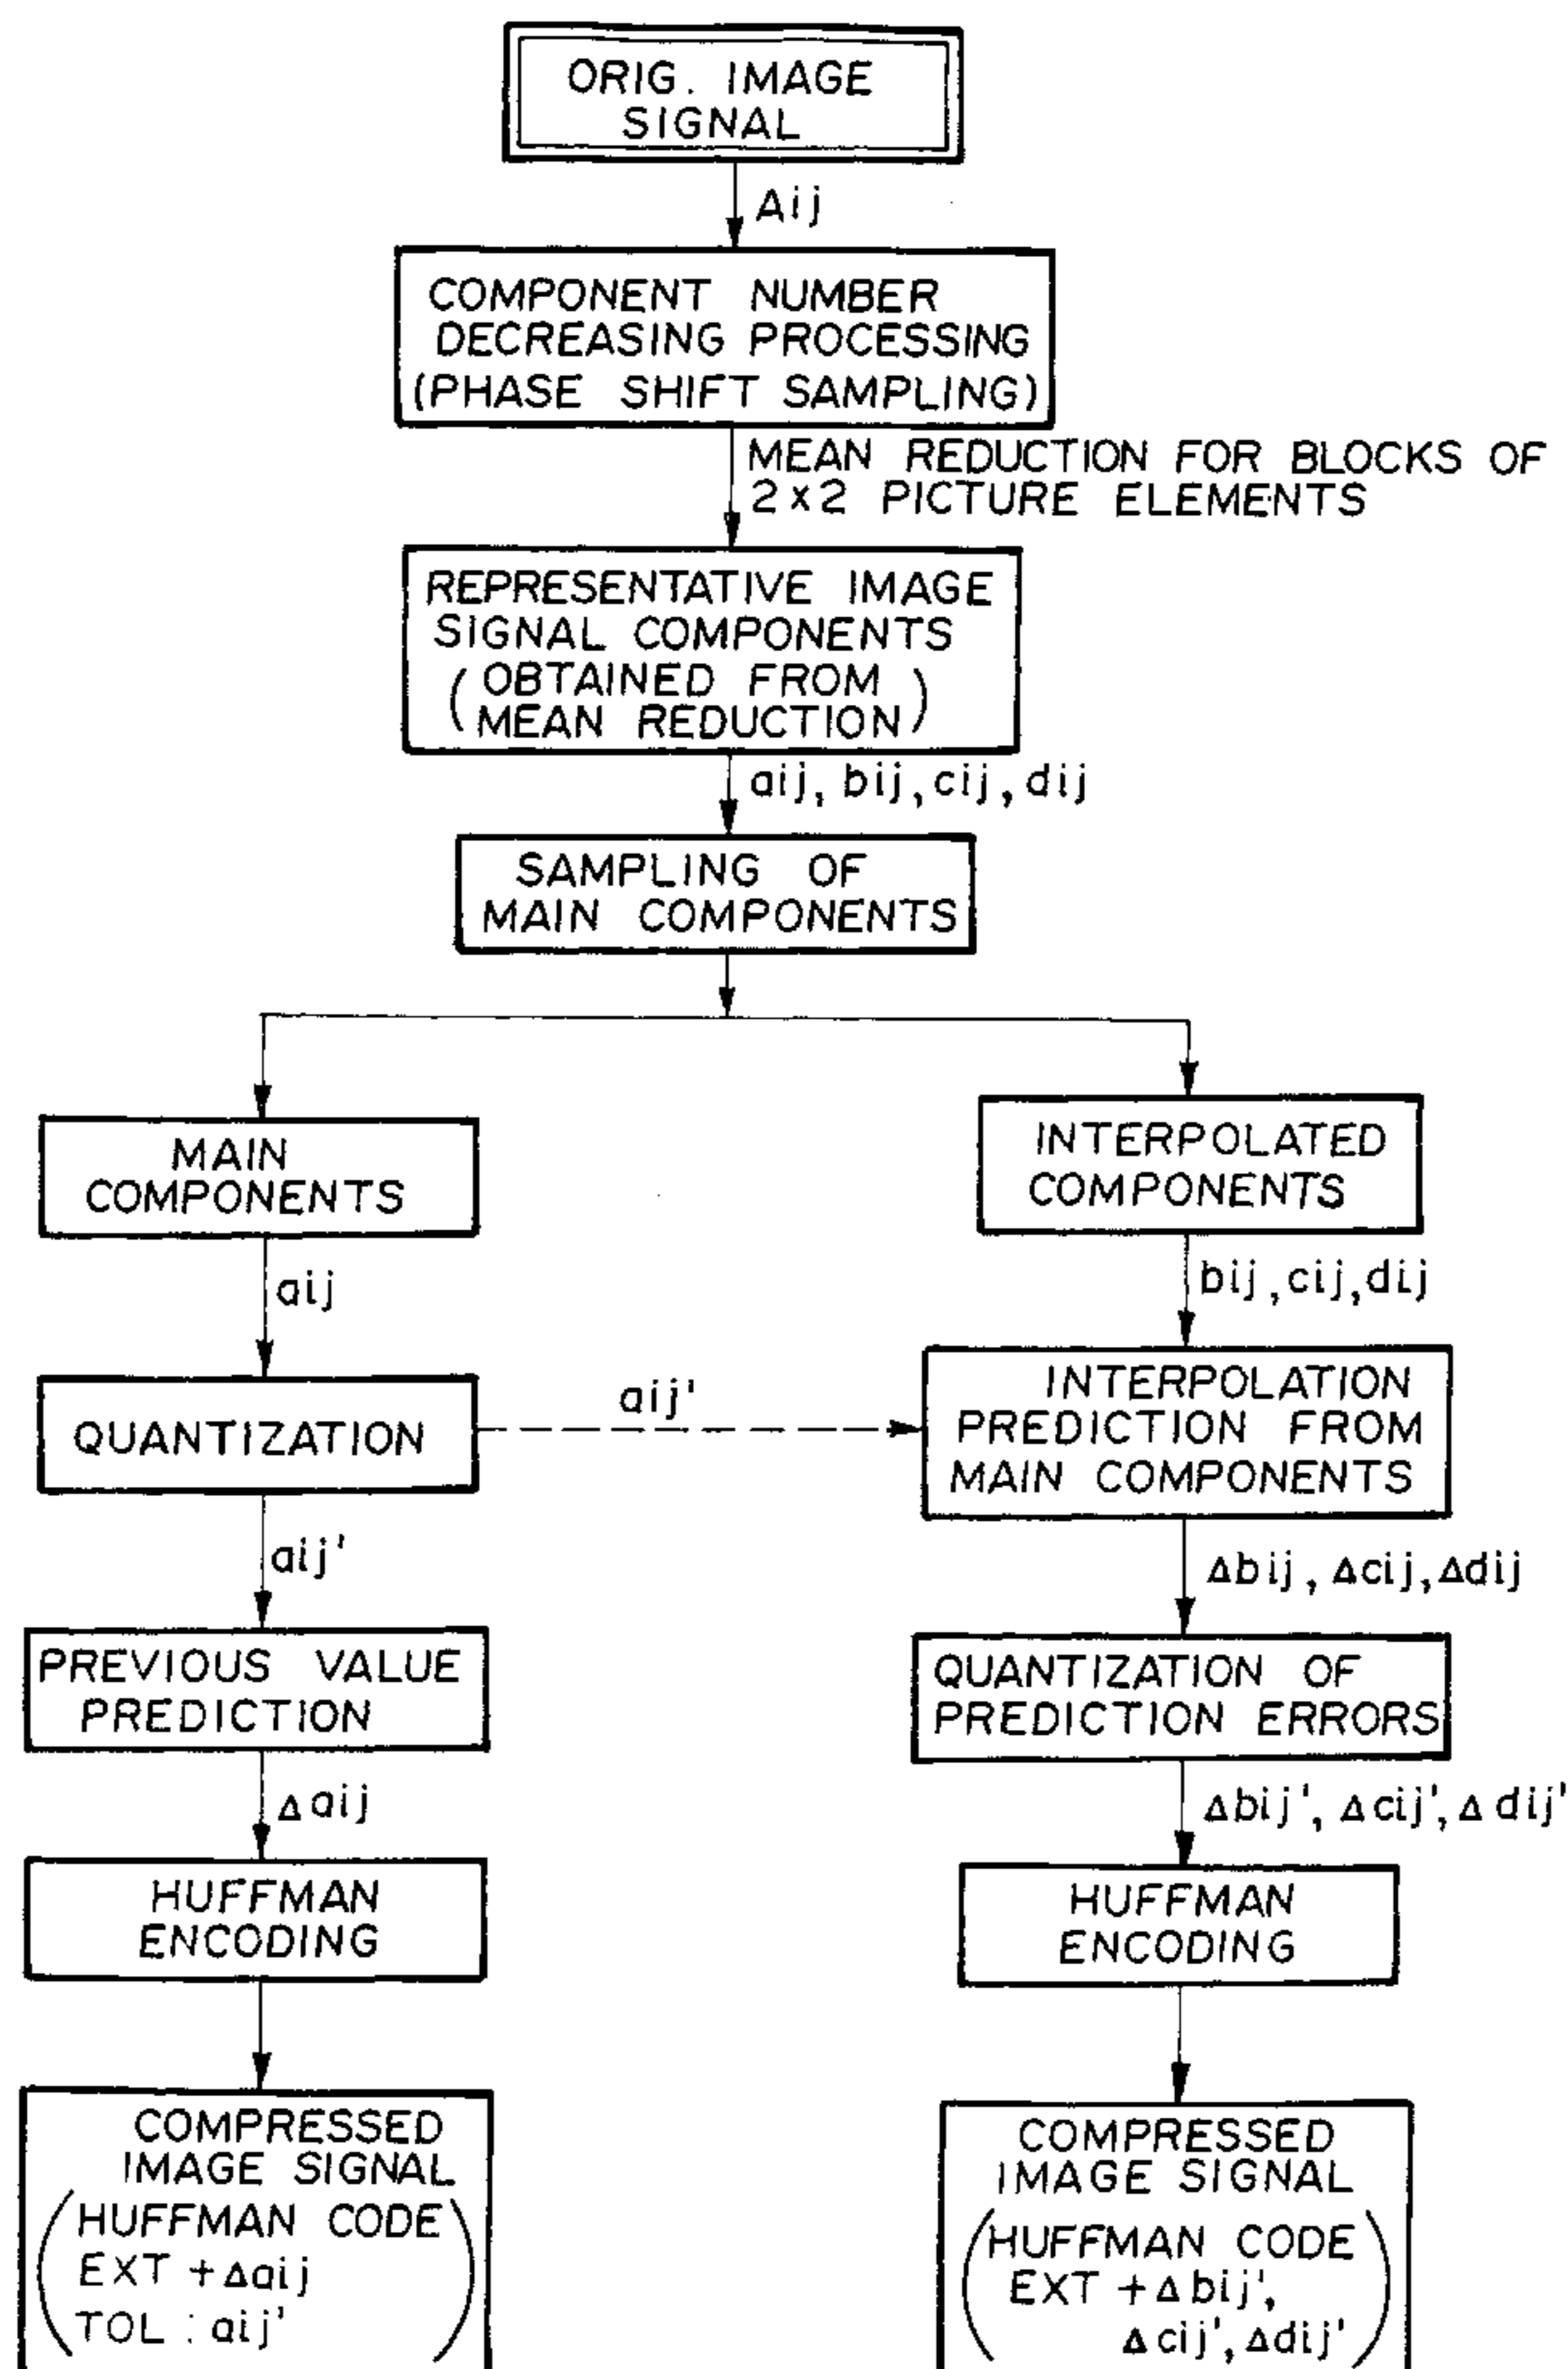 ORIG. IMAGE
SIGNAL
Aij
COMPONENT NUMBER
DECREASING PROCESSING
(PHASE SHIFT SAMPLING)
MEAN REDUCTION FOR BLOCKS OF
2×2 PICTURE ELEMENTS
REPRESENTATIVE IMAGE
SIGNAL COMPONENTS
(OBTAINED FROM
MEAN REDUCTION)
aij, bij, cij, dij
SAMPLING OF
MAIN COMPONENTS
MAIN
COMPONENTS
aij
QUANTIZATION
aij'
aij'
PREVIOUS VALUE
PREDICTION
Δaij
HUFFMAN
ENCODING
COMPRESSED
IMAGE SIGNAL
(HUFFMAN CODE
EXT +Δaij
TOL : aij')
INTERPOLATED
COMPONENTS
bij, cij, dij
INTERPOLATION
PREDICTION FROM
MAIN COMPONENTS
Δbij, Δcij, Δdij
QUANTIZATION OF
PREDICTION ERRORS
Δbij', Δcij', Δdij'
HUFFMAN
ENCODING
COMPRESSED
IMAGE SIGNAL
(HUFFMAN CODE
EXT +Δbij',
Δcij', Δdij')